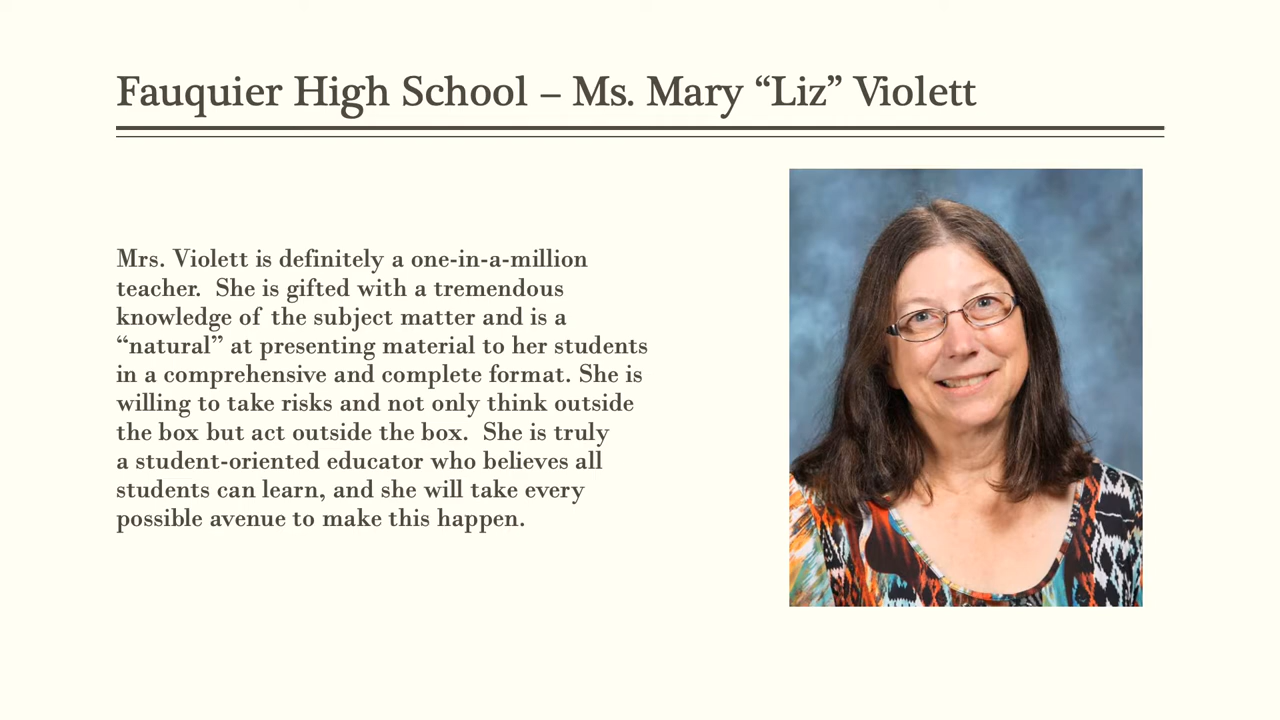 Fauquier High School – Ms. Mary “Liz” Violett
Mrs. Violett is definitely a one-in-a-million
teacher.  She is gifted with a tremendous
knowledge of the subject matter and is a
“natural” at presenting material to her students
in a comprehensive and complete format. She is
willing to take risks and not only think outside
the box but act outside the box.  She is truly
a student-oriented educator who believes all
students can learn, and she will take every
possible avenue to make this happen.